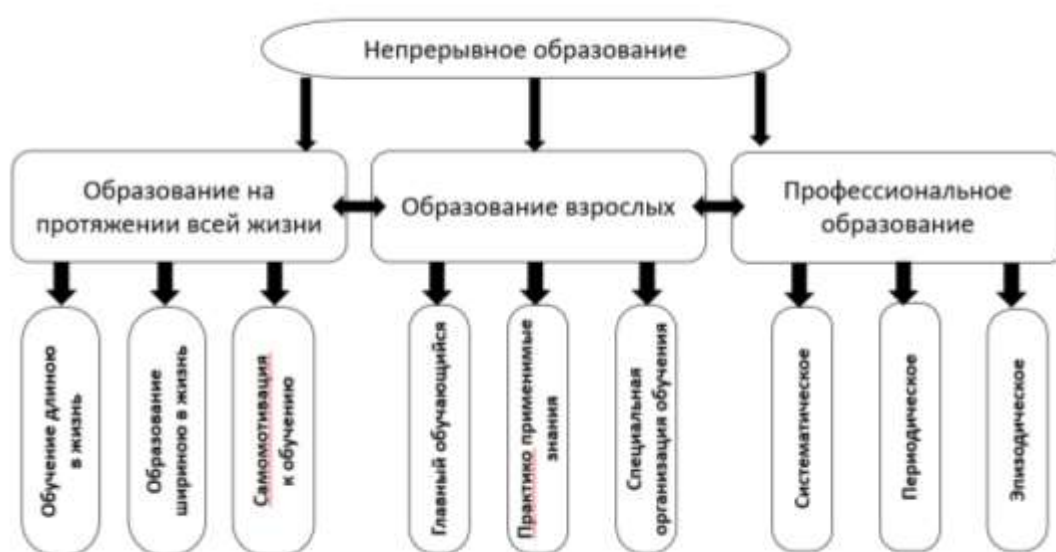 Непрерывное образование
Образование на
протяжении всей жизни
Образование взрослых
Профессиональное
образование
Обучение длиною
в жизнь
Образование
шириною в жизнь
Самомотивация
к обучению
Главный обучающийся
Практико применимые
знания
Специальная
организация обучения
Систематическое
Периодическое
Эпизодическое